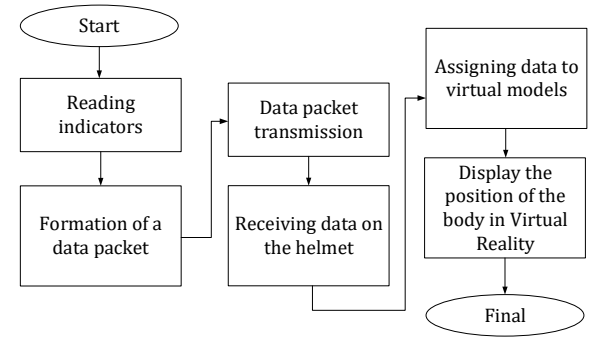 Start
Reading
indicators
Formation of a
data packet
Data packet
transmission
Receiving data on
the helmet
Assigning data to
virtual models
Display the
position of the
body in Virtual
Reality
Final